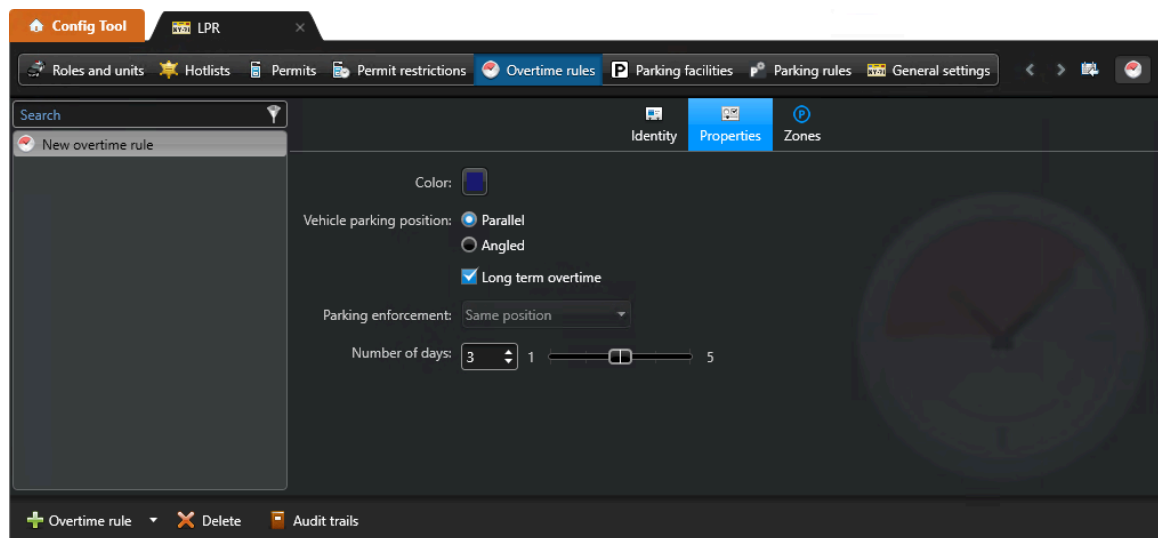 Config Tool
LPR
Roles and units Hotlists Permits Permit restrictions Overtime rules Parking facilities Parking rules General settings
Search
New overtime rule
Identity Properties Zones
Color:
Vehicle parking position: Parallel
Angled
Long term overtime
Parking enforcement: Same position
Number of days: 3 1 5
Overtime rule Delete Audit trails